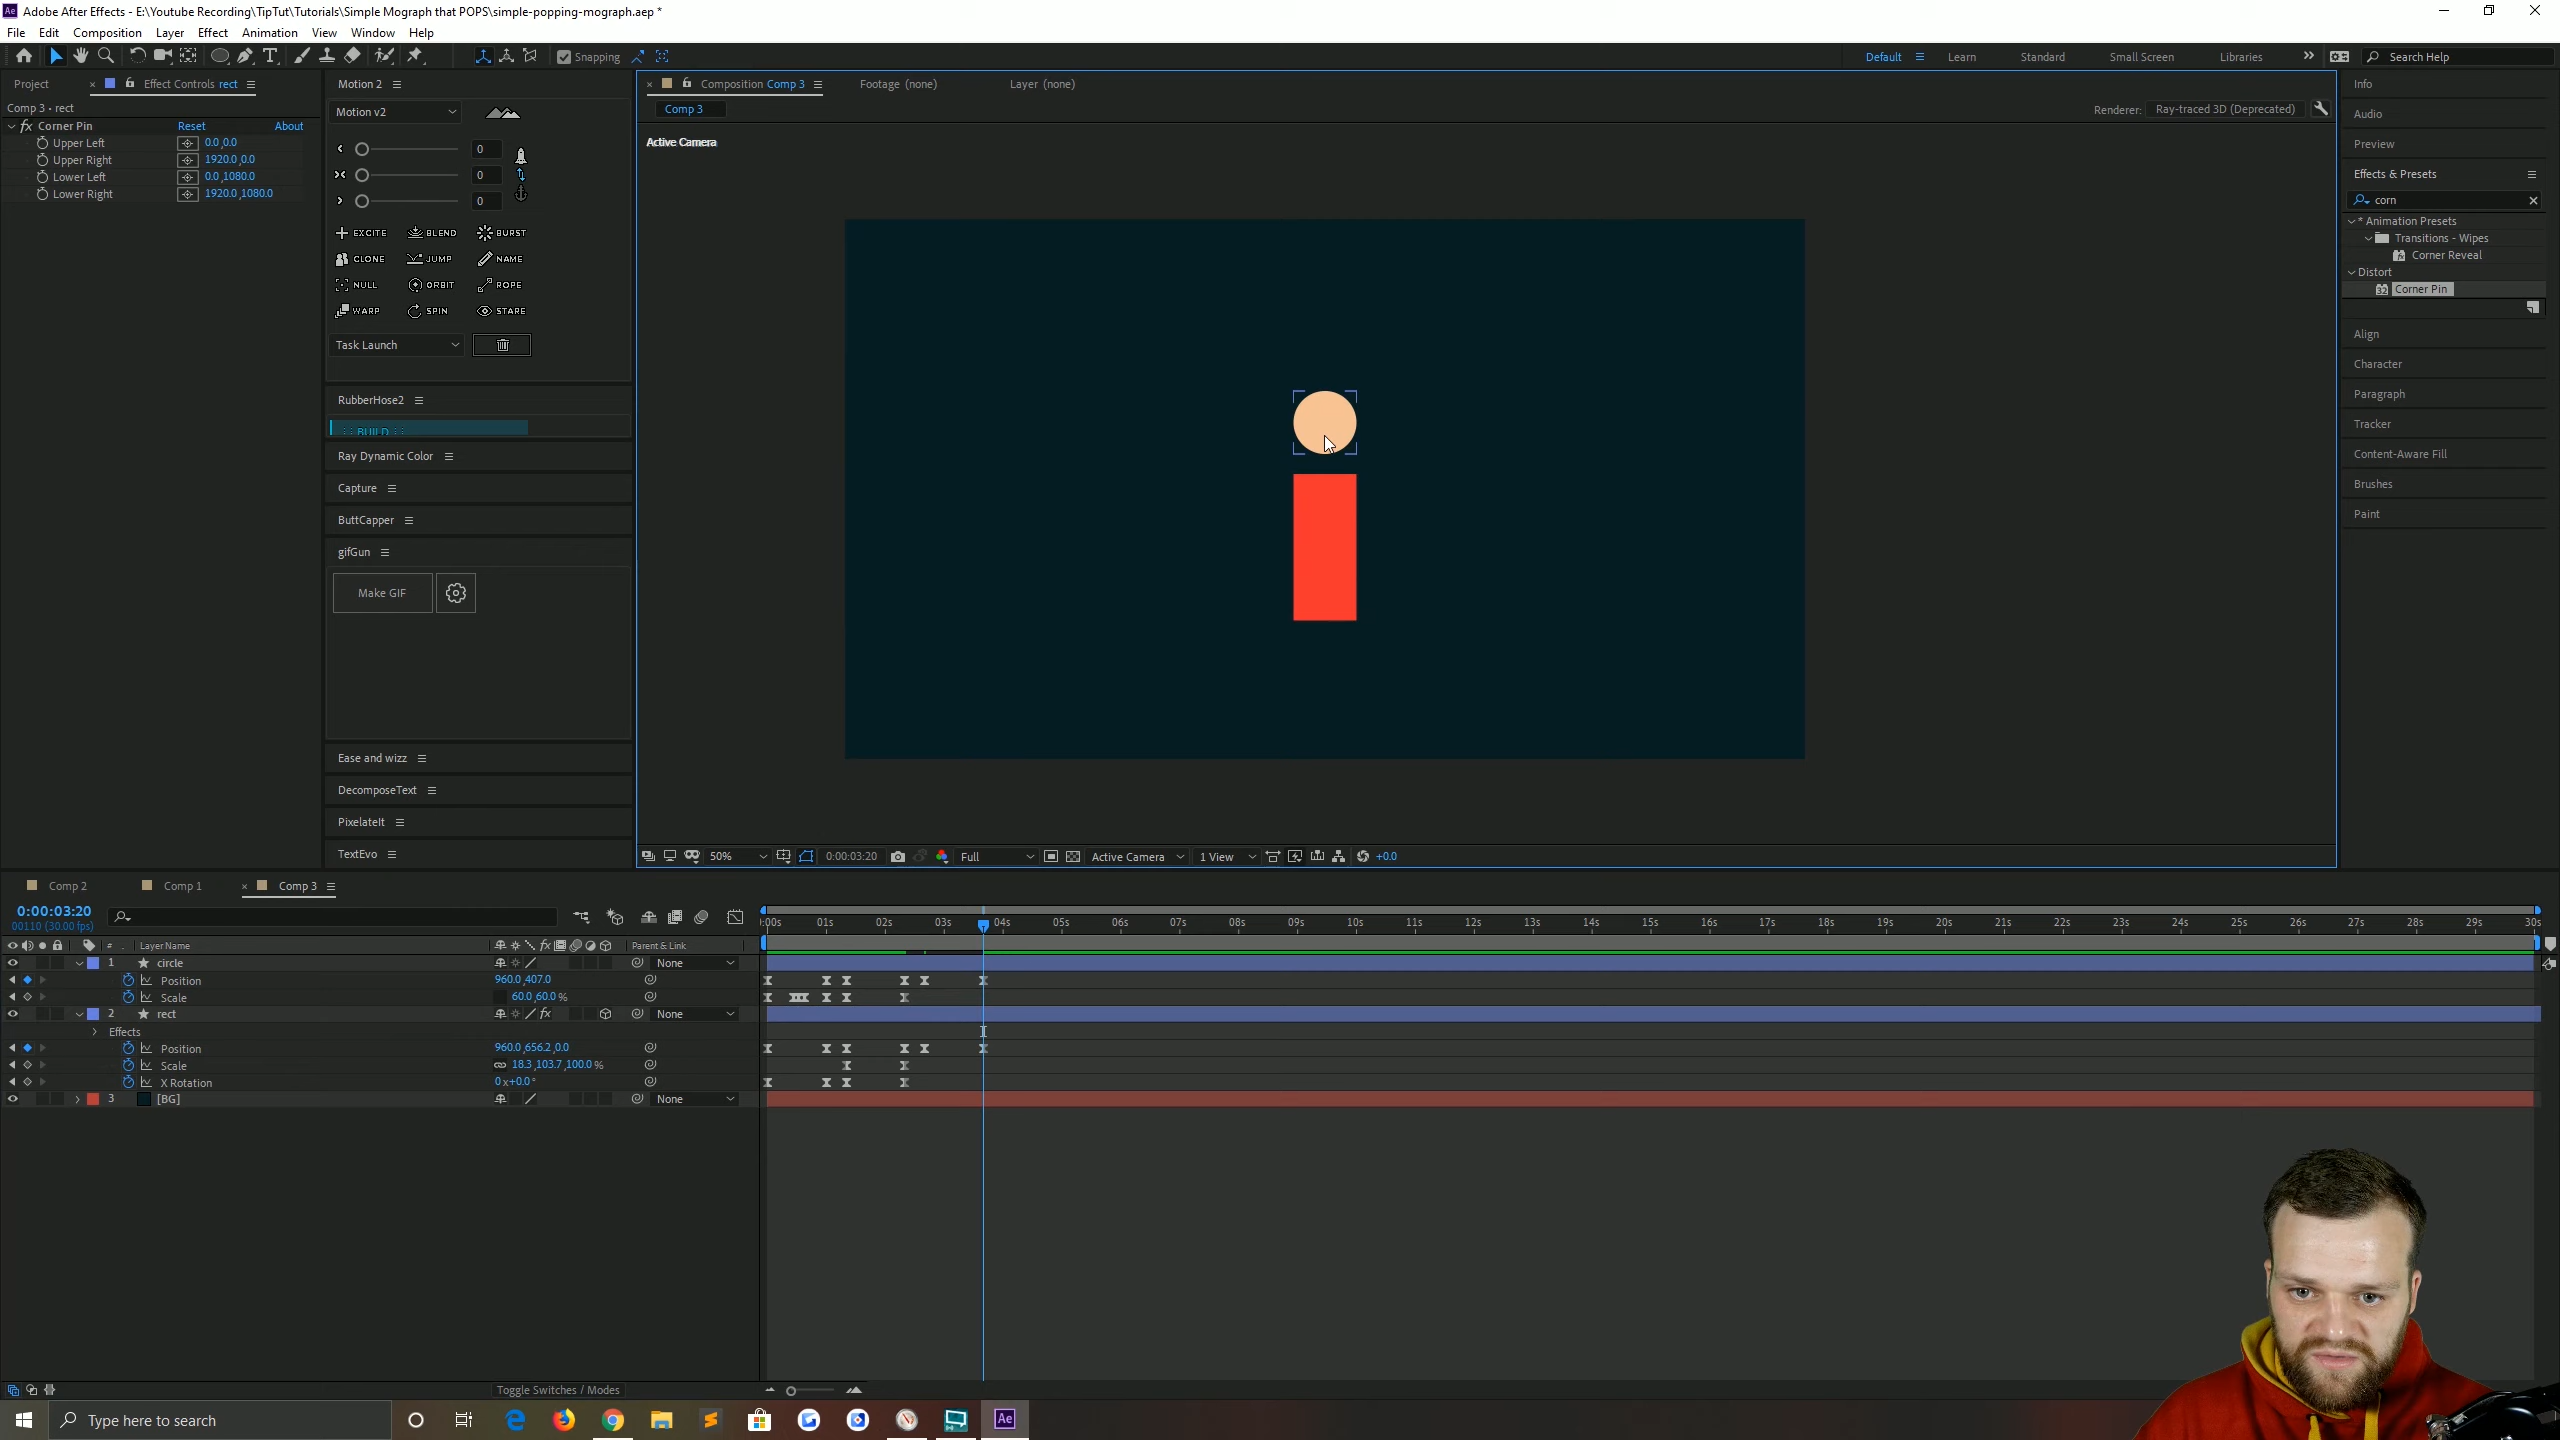 Adobe After Effects - E:\Youtube Recording\TipTut\Tutorials\Simple Mograph that POPS\simple-popping-mograph.aep *
File Edit Composition Layer Effect Animation View Window Help
Snapping
Default Learn Standard Small Screen Libraries Search Help
Project Effect Controls rect
Comp 3 • rect
fx Corner Pin Reset About
Upper Left 0.0,0.0
Upper Right 1920.0,0.0
Lower Left 0.0,1080.0
Lower Right 1920.0,1080.0
Motion 2
Motion v2
0
0
0
EXCITE BLEND BURST
CLONE JUMP NAME
NULL ORBIT ROPE
WARP SPIN STARE
Task Launch
RubberHose2
:: BUILD ::
Ray Dynamic Color
Capture
ButtCapper
gifGun
Make GIF
Ease and wizz
DecomposeText
PixelateIt
TextEvo
Composition Comp 3 Footage (none) Layer (none)
Comp 3
Renderer: Ray-traced 3D (Deprecated)
Active Camera
50% 0:00:03:20 Full Active Camera 1 View +0.0
Info
Audio
Preview
Effects & Presets
corn
* Animation Presets
Transitions - Wipes
Corner Reveal
Distort
Corner Pin
Align
Character
Paragraph
Tracker
Content-Aware Fill
Brushes
Paint
Comp 2 Comp 1 Comp 3
0:00:03:20
00110 (30.00 fps)
:00s 01s 02s 03s 04s 05s 06s 07s 08s 09s 10s 11s 12s 13s 14s 15s 16s 17s 18s 19s 20s 21s 22s 23s 24s 25s 26s 27s 28s 29s 30s
# Layer Name Parent & Link
1 circle None
Position 960.0,407.0
Scale 60.0,60.0%
2 rect None
Effects
Position 960.0,656.2,0.0
Scale 18.3,103.7,100.0%
X Rotation 0x+0.0°
3 [BG] None
Toggle Switches / Modes
Type here to search
Ae